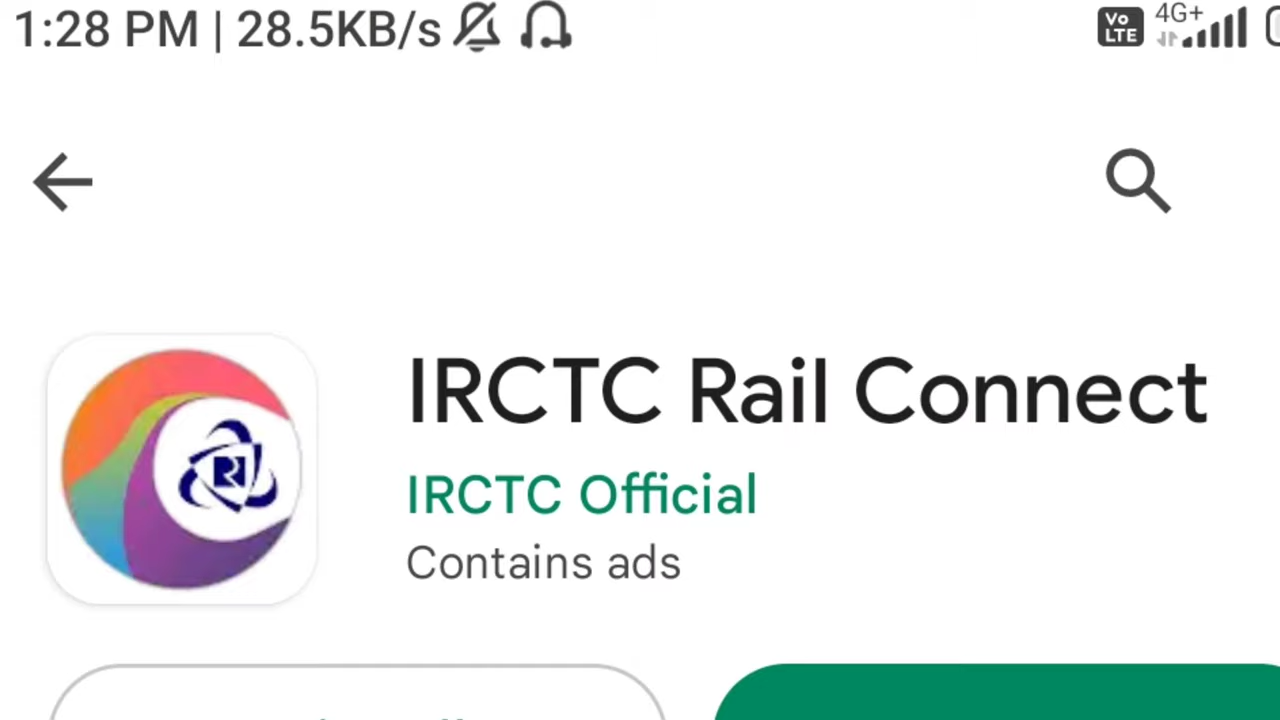 1:28 PM | 28.5KB/s Vo LTE 4G+
IRCTC Rail Connect
IRCTC Official
Contains ads